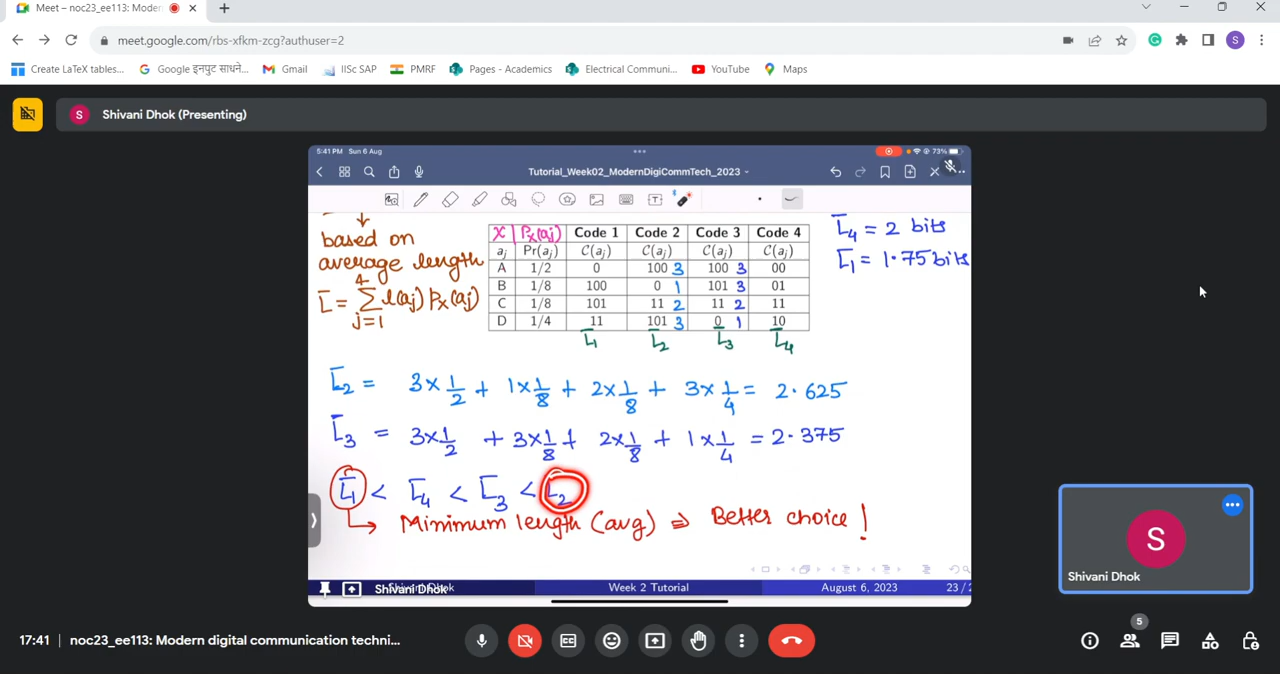 Meet – noc23_ee113: Modern
meet.google.com/rbs-xfkm-zcg?authuser=2
S
Create LaTeX tables...
Google इनपुट साधने...
Gmail
IISc SAP
PMRF
Pages - Academics
Electrical Communi...
YouTube
Maps
S
Shivani Dhok (Presenting)
5:41 PM Sun 6 Aug
73%
Tutorial_Week02_ModernDigiCommTech_2023
based on
average length
L̄ = Σ_{j=1}^{4} l(aj) Px(aj)
X | Px(aj) Code 1 Code 2 Code 3 Code 4
aj Pr(aj) C(aj) C(aj) C(aj) C(aj)
A 1/2 0 100 3 100 3 00
B 1/8 100 0 1 101 3 01
C 1/8 101 11 2 11 2 11
D 1/4 11 101 3 0 1 10
L̄1 L̄2 L̄3 L̄4
L̄4 = 2 bits
L̄1 = 1.75 bits
L̄2 = 3×1/2 + 1×1/8 + 2×1/8 + 3×1/4 = 2.625
L̄3 = 3×1/2 + 3×1/8 + 2×1/8 + 1×1/4 = 2.375
L̄1 < L̄4 < L̄3 < L̄2
→ Minimum length (avg) ⇒ Better choice !
Shivani Dhok
Week 2 Tutorial
August 6, 2023
S
Shivani Dhok
17:41 | noc23_ee113: Modern digital communication techni...
5